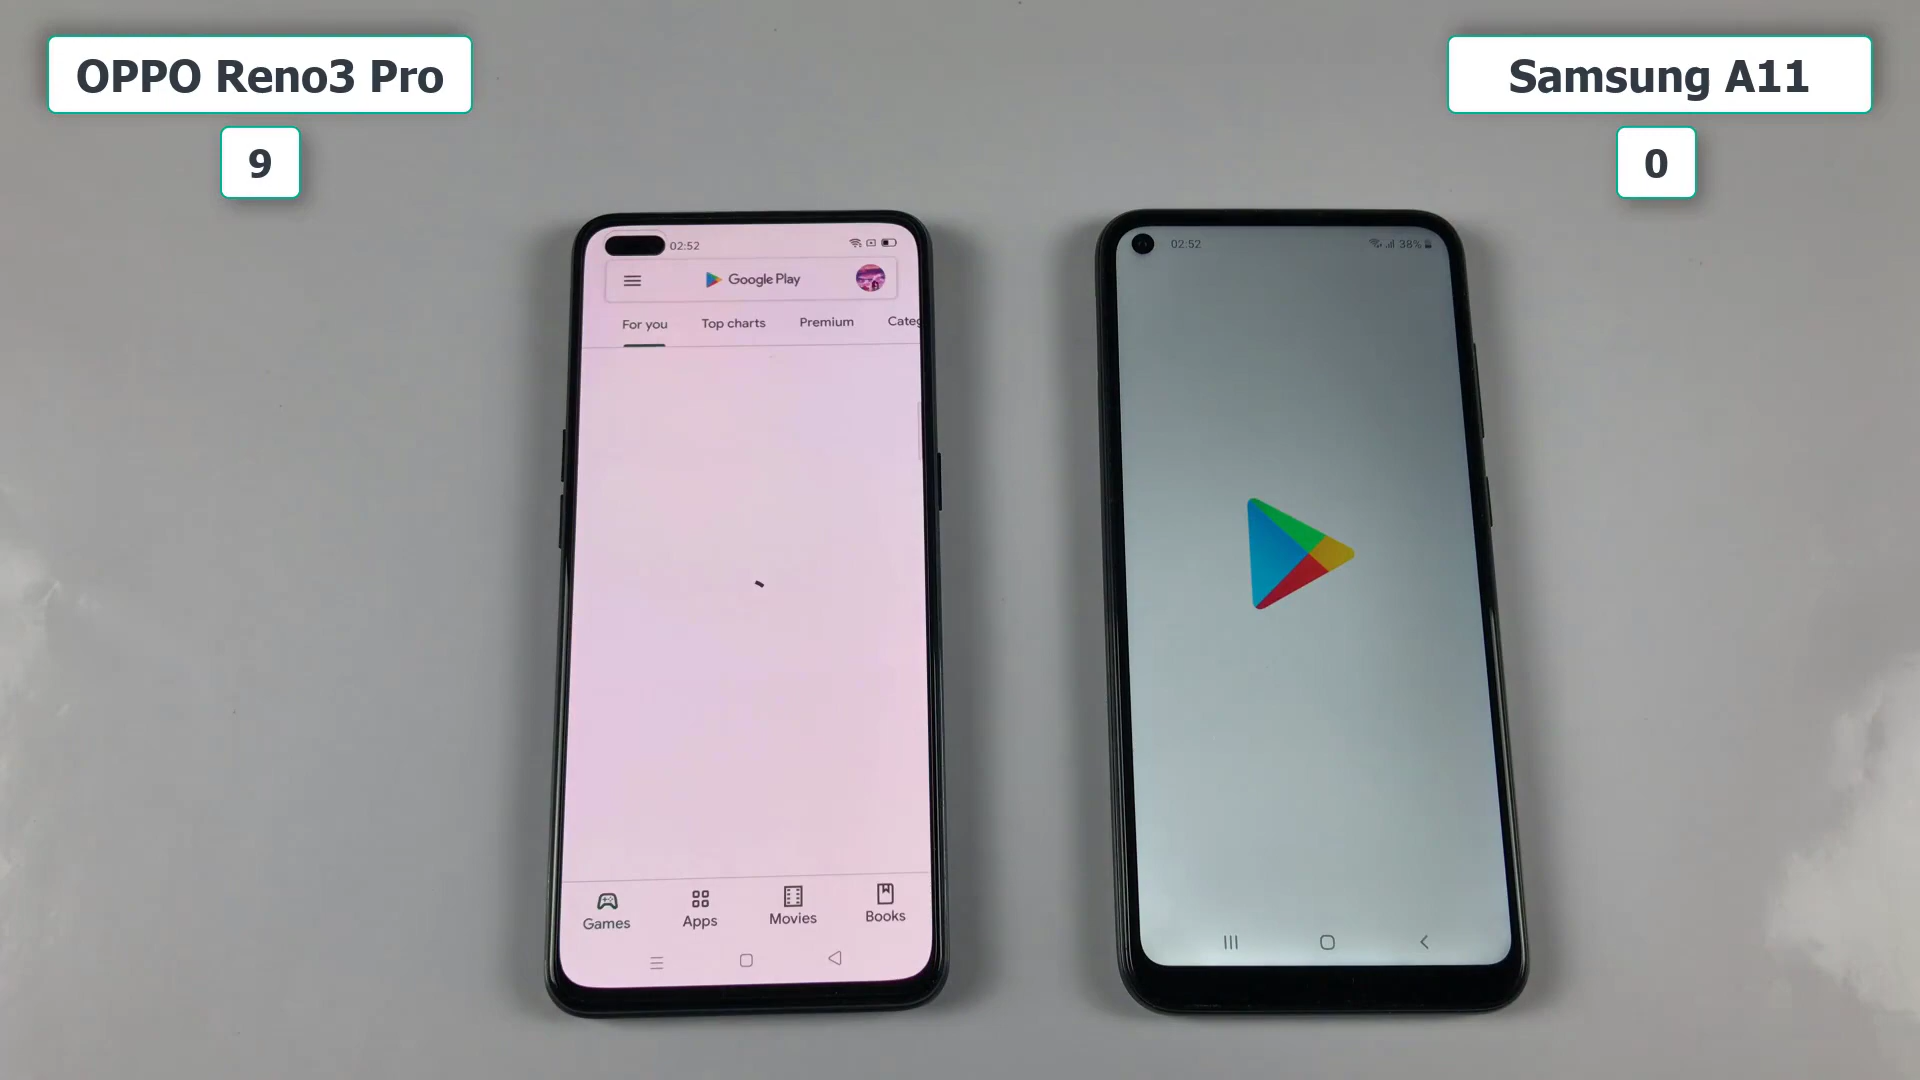 OPPO Reno3 Pro
Samsung A11
9
0
02:52
Google Play
For you
Top charts
Premium
Categ
Games
Apps
Movies
Books
02:52
38%